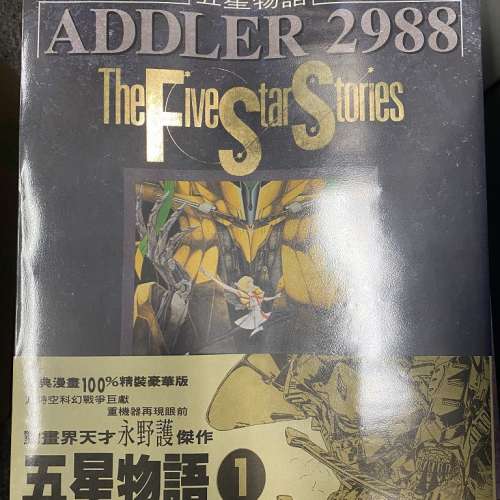 五星物語
ADDLER 2988
The Five Star Stories
典漫畫100%精裝豪華版
時空科幻戰爭巨獻
重機器再現眼前
畫界天才永野護傑作
五星物語1